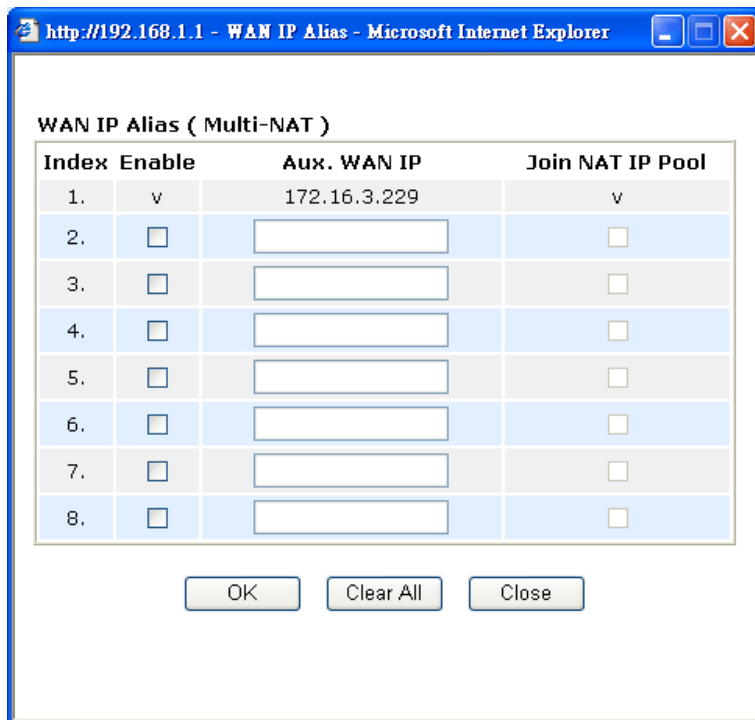 http://192.168.1.1 - WAN IP Alias - Microsoft Internet Explorer
WAN IP Alias ( Multi-NAT )
Index Enable Aux. WAN IP Join NAT IP Pool
1. v 172.16.3.229 v
2.
3.
4.
5.
6.
7.
8.
OK Clear All Close